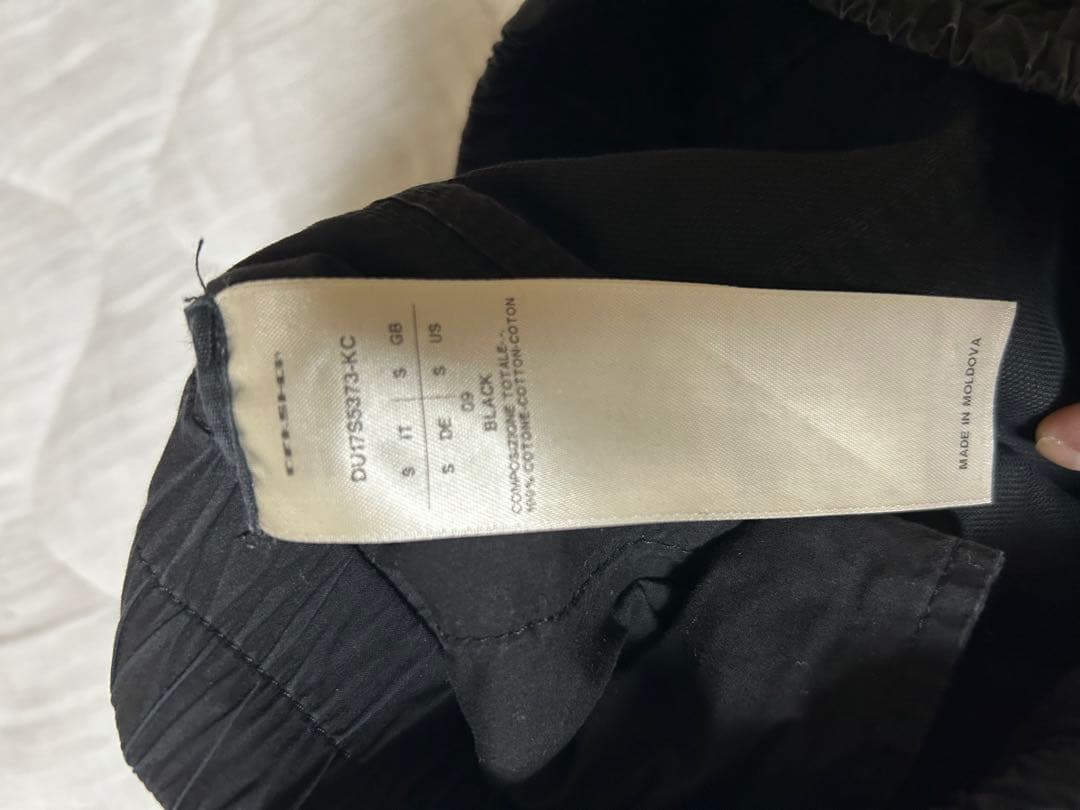 DU17S5373-KC
S IT S GB
S DE S US
09
BLACK
COMPOSIZIONE TOTALE-
100% COTONE-COTTON-COTON
MADE IN MOLDOVA